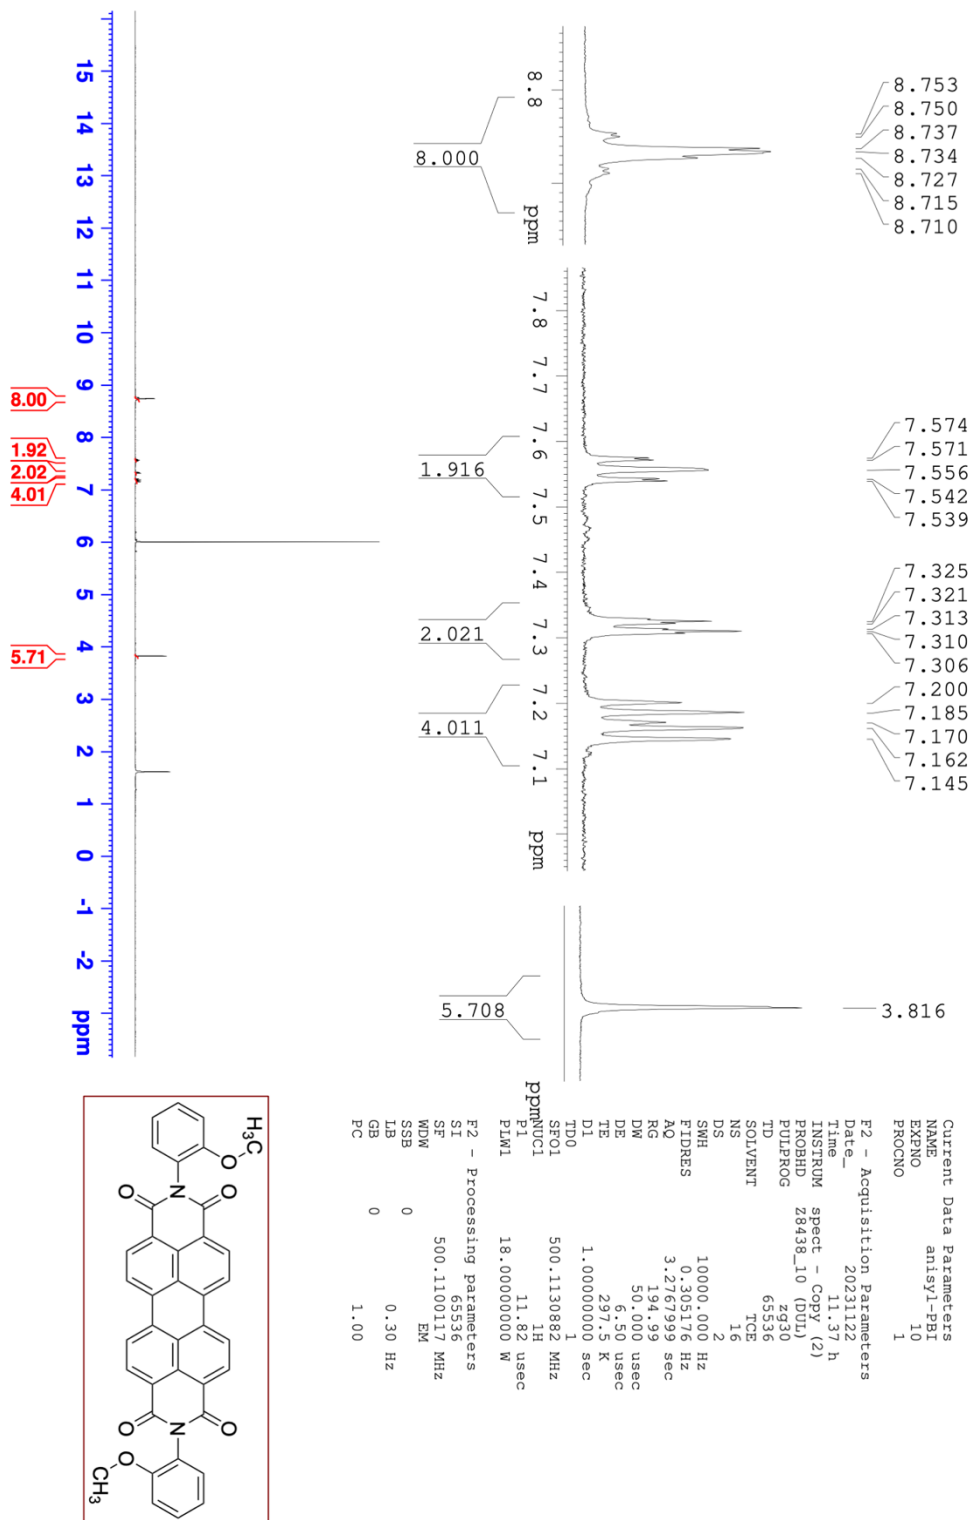 Current Data Parameters
NAME anisyl-PBI
EXPNO 10
PROCNO 1
F2 - Acquisition Parameters
Date_ 20231122
Time 11.37 h
INSTRUM spect - Copy (2)
PROBHD Z8438_10 (DUL)
PULPROG zg30
TD 65536
SOLVENT TCE
NS 16
DS 2
SWH 10000.000 Hz
FIDRES 0.305176 Hz
AQ 3.2767999 sec
RG 194.99
DW 50.000 usec
DE 6.50 usec
TE 297.5 K
D1 1.00000000 sec
TD0 1
SFO1 500.1130882 MHz
NUC1 1H
P1 11.82 usec
PLW1 18.00000000 W
F2 - Processing parameters
SI 65536
SF 500.1100117 MHz
WDW EM
SSB 0
LB 0.30 Hz
GB 0
PC 1.00
8.753
8.750
8.737
8.734
8.727
8.715
8.710
7.574
7.571
7.556
7.542
7.539
7.325
7.321
7.313
7.310
7.306
7.200
7.185
7.170
7.162
7.145
3.816
8.8 ppm
8.000
7.8 7.7 7.6 7.5 7.4 7.3 7.2 7.1 ppm
1.916
2.021
4.011
ppm
5.708
15 14 13 12 11 10 9 8 7 6 5 4 3 2 1 0 -1 -2 ppm
8.00
1.92
2.02
4.01
5.71
H3C
O
N
O
O
O
O
N
O
CH3